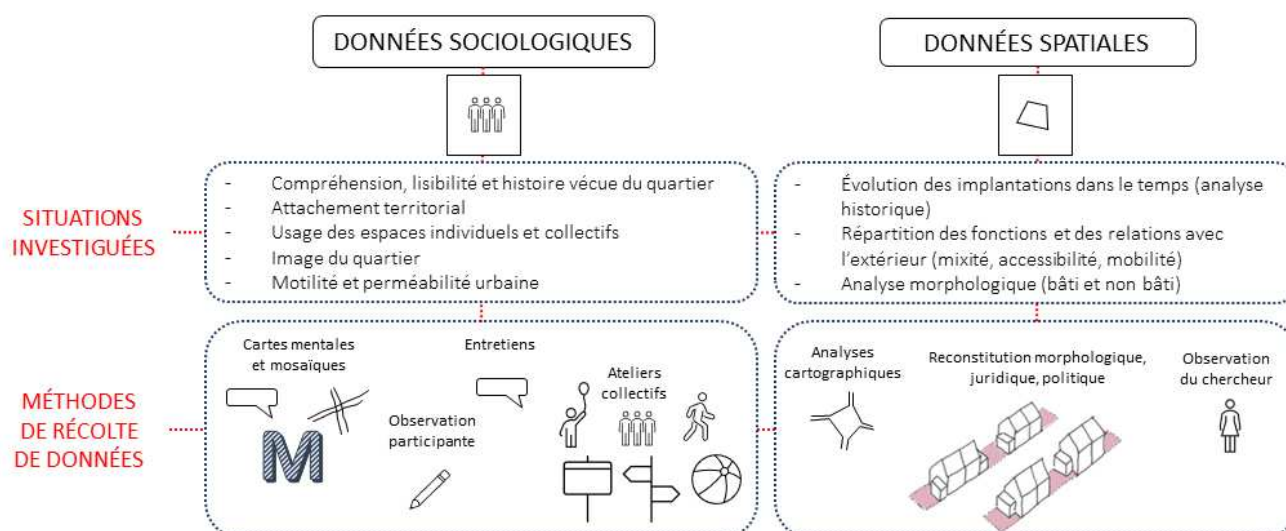 DONNÉES SOCIOLOGIQUES
DONNÉES SPATIALES
SITUATIONS
INVESTIGUÉES
- Compréhension, lisibilité et histoire vécue du quartier
- Attachement territorial
- Usage des espaces individuels et collectifs
- Image du quartier
- Motilité et perméabilité urbaine
- Évolution des implantations dans le temps (analyse
historique)
- Répartition des fonctions et des relations avec
l'extérieur (mixité, accessibilité, mobilité)
- Analyse morphologique (bâti et non bâti)
MÉTHODES
DE RÉCOLTE
DE DONNÉES
Cartes mentales
et mosaïques
M
Observation
participante
Entretiens
Ateliers
collectifs
Analyses
cartographiques
Reconstitution morphologique,
juridique, politique
Observation
du chercheur